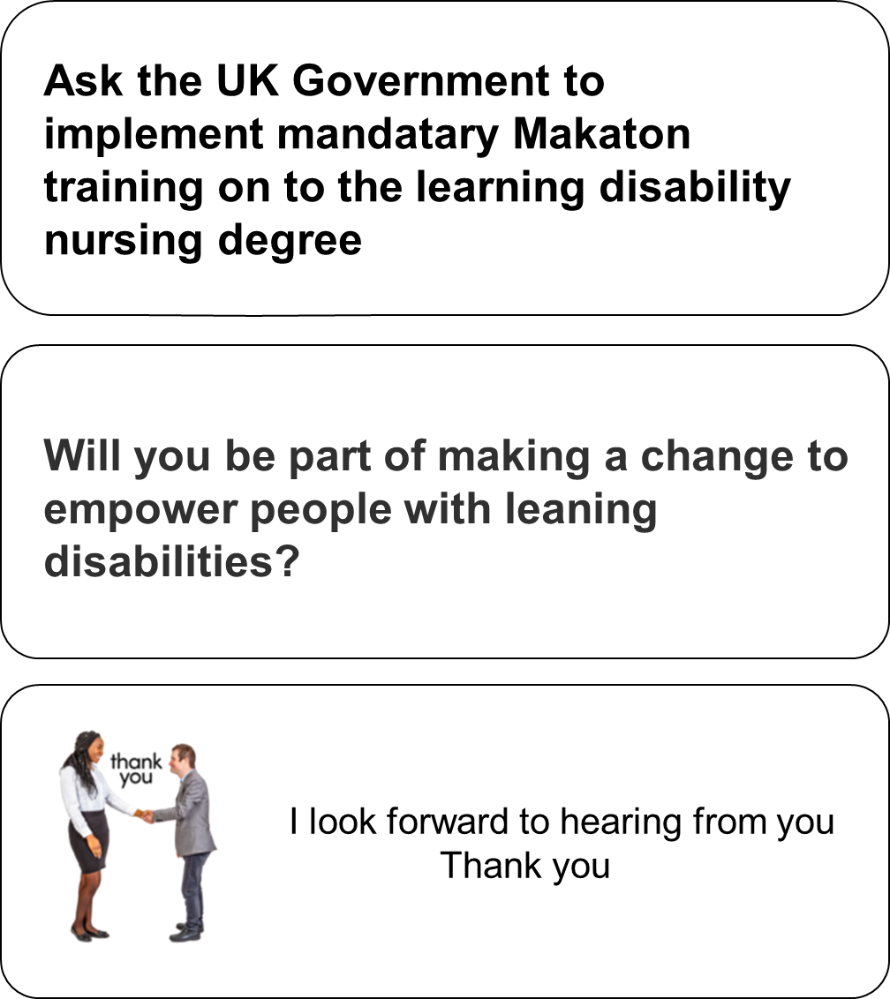 Ask the UK Government to
implement mandatary Makaton
training on to the learning disability
nursing degree
Will you be part of making a change to
empower people with leaning
disabilities?
thank
you
I look forward to hearing from you
Thank you